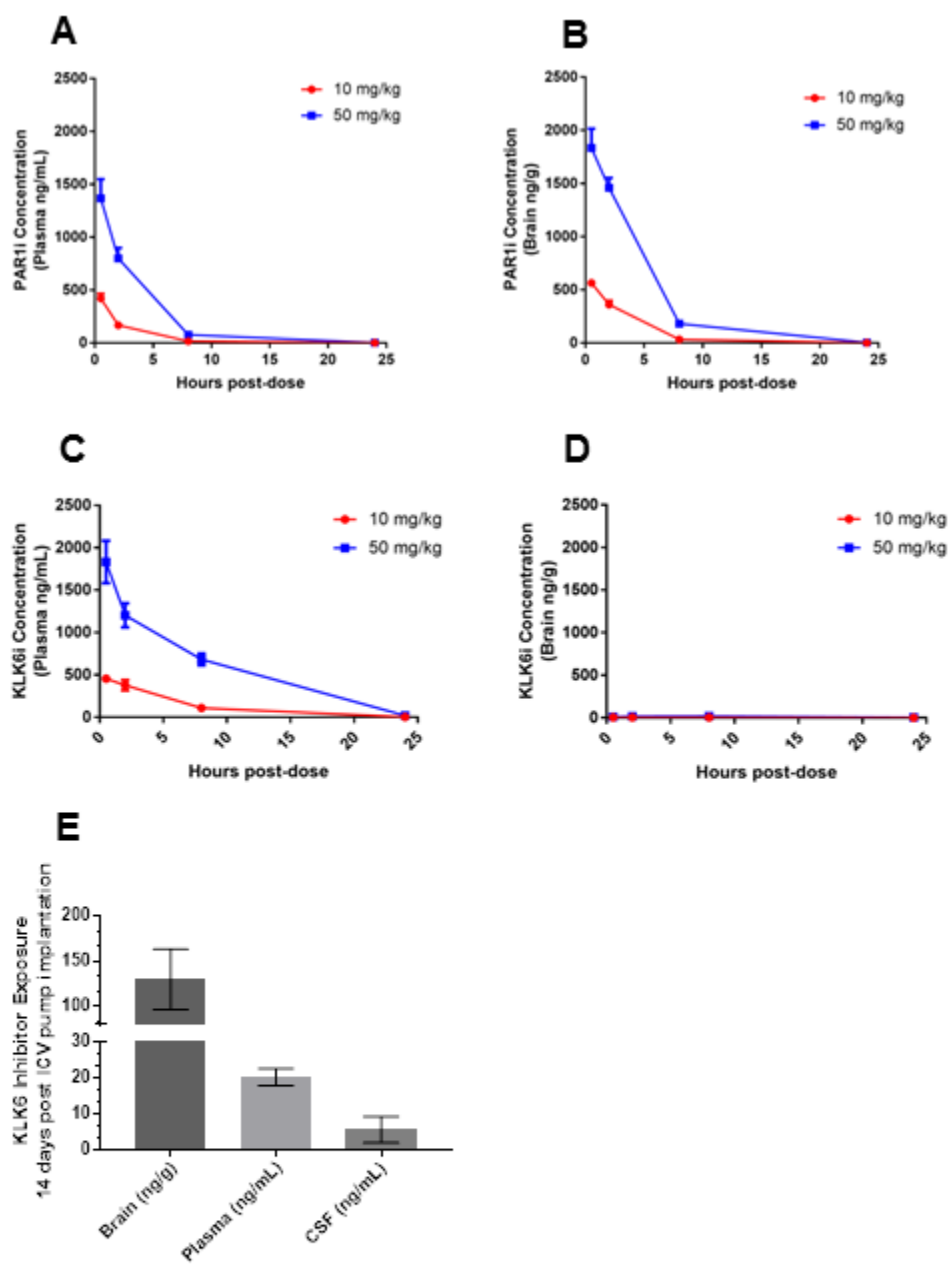 A
PAR1i Concentration
(Plasma ng/mL)
2500
2000
1500
1000
500
0
0 5 10 15 20 25
Hours post-dose
10 mg/kg
50 mg/kg
B
PAR1i Concentration
(Brain ng/g)
2500
2000
1500
1000
500
0
0 5 10 15 20 25
Hours post-dose
10 mg/kg
50 mg/kg
C
KLK6i Concentration
(Plasma ng/mL)
2500
2000
1500
1000
500
0
0 5 10 15 20 25
Hours post-dose
10 mg/kg
50 mg/kg
D
KLK6i Concentration
(Brain ng/g)
2500
2000
1500
1000
500
0
0 5 10 15 20 25
Hours post-dose
10 mg/kg
50 mg/kg
E
KLK6 Inhibitor Exposure
14 days post ICV pump implantation
200
150
100
30
20
10
0
Brain (ng/g)
Plasma (ng/mL)
CSF (ng/mL)